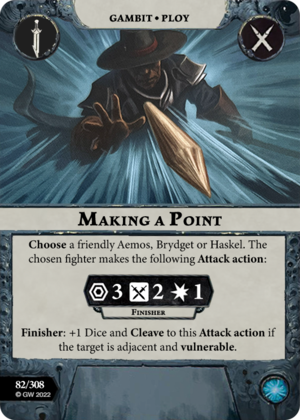 GAMBIT • PLOY
MAKING A POINT
Choose a friendly Aemos, Brydget or Haskel. The
chosen fighter makes the following Attack action:
3 2 1
FINISHER
Finisher: +1 Dice and Cleave to this Attack action if
the target is adjacent and vulnerable.
82/308
© GW 2022